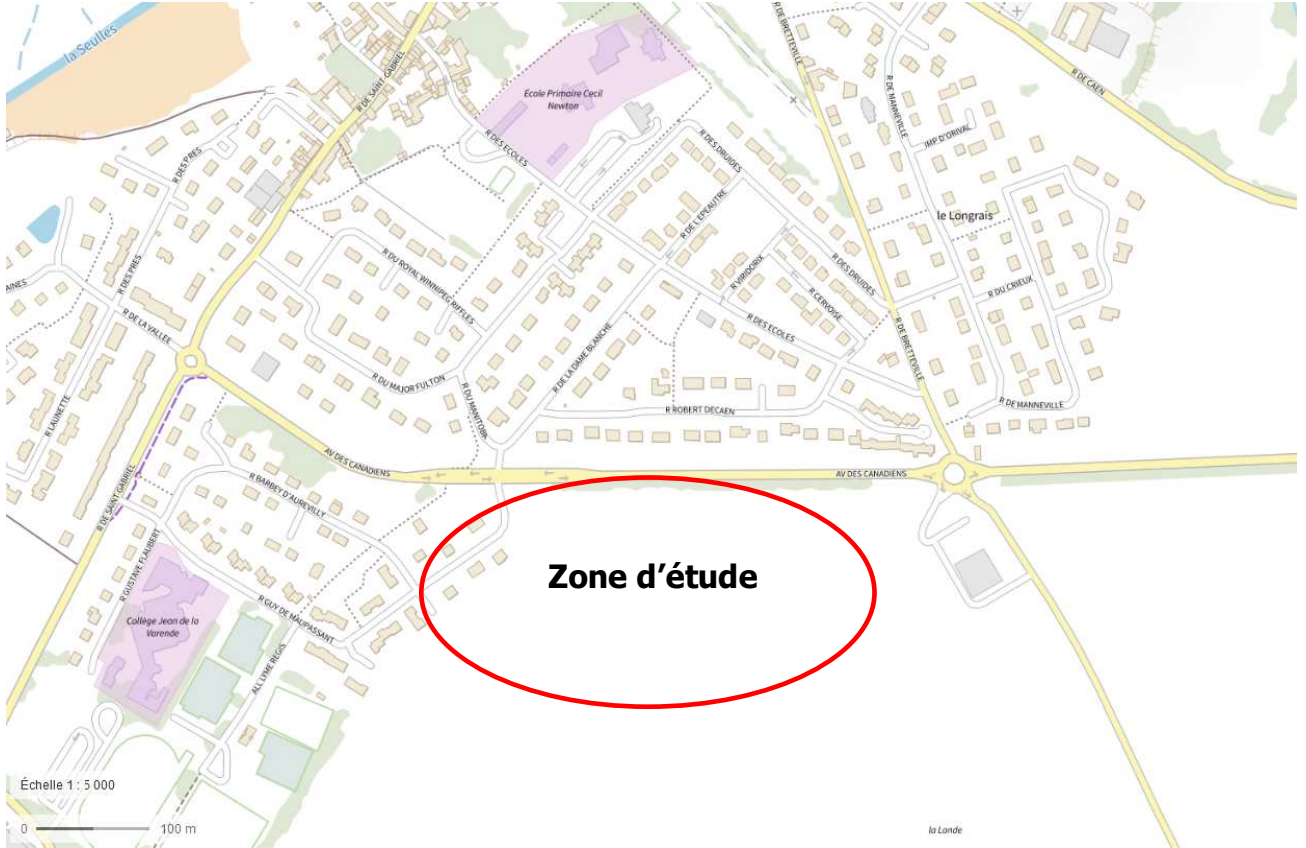 la Seulles
R DE SAINT-GABRIEL
École Primaire Cecil
Newton
R DE BRETTEVILLE
R DE MANNEVILLE
R DE CAEN
R DES ECOLES
R DES DRUIDES
IMP D'ORIVAL
R DES PRES
R DE L'EPEAUTRE
le Longrais
R DES PRES
R DU ROYAL WINNIPEG RIFFLES
R VIRIDORIX
R DES DRUIDES
R CERVOISE
R DU CRIEUX
AINES
R DE LA VALLEE
R DES ECOLES
R DE BRETTEVILLE
R DE LA DAME BLANCHE
R DU MAJOR FULTON
R DU MANITOBA
R LAUNETTE
R ROBERT DECAEN
R DE MANNEVILLE
AV DES CANADIENS
AV DES CANADIENS
R BARBEY D'AUREVILLY
R DE SAINT GABRIEL
Zone d'étude
R GUSTAVE FLAUBERT
R GUY DE MAUPASSANT
Collège Jean de la
Varende
ALL LYME REGIS
Échelle 1 : 5 000
0 100 m
la Lande